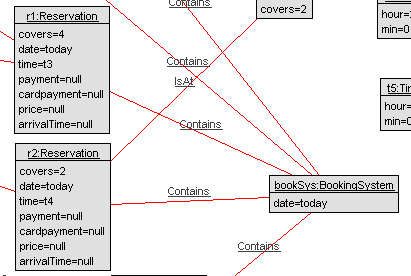 Contains
covers=2
hour=
min=0
r1:Reservation
covers=4
date=today
time=t3
payment=null
cardpayment=null
price=null
arrivalTime=null
Contains
IsAt
Contains
hour=
min=0
r2:Reservation
covers=2
date=today
time=t4
payment=null
cardpayment=null
price=null
arrivalTime=null
Contains
bookSys:BookingSystem
date=today
Contains